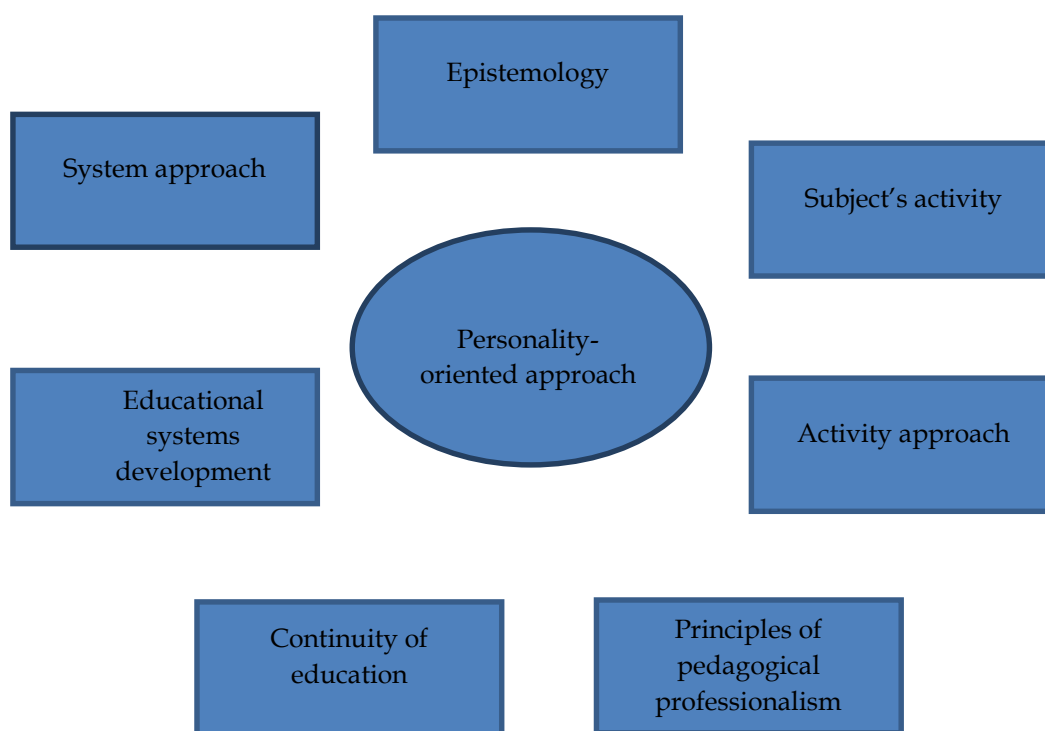 Epistemology
System approach
Subject’s activity
Personality-
oriented approach
Educational
systems
development
Activity approach
Continuity of
education
Principles of
pedagogical
professionalism